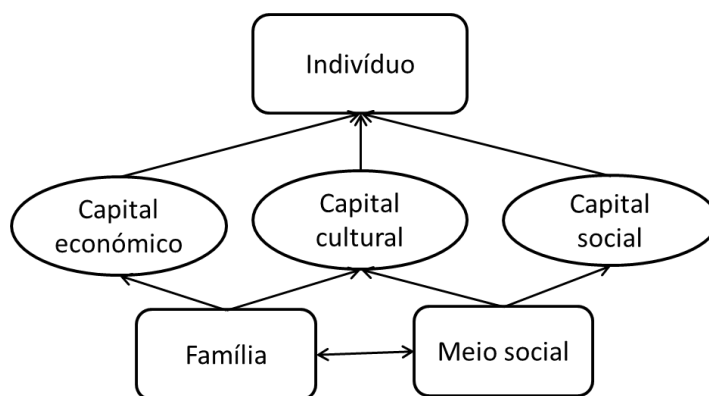 Indivíduo
Capital
económico
Capital
cultural
Capital
social
Família
Meio social